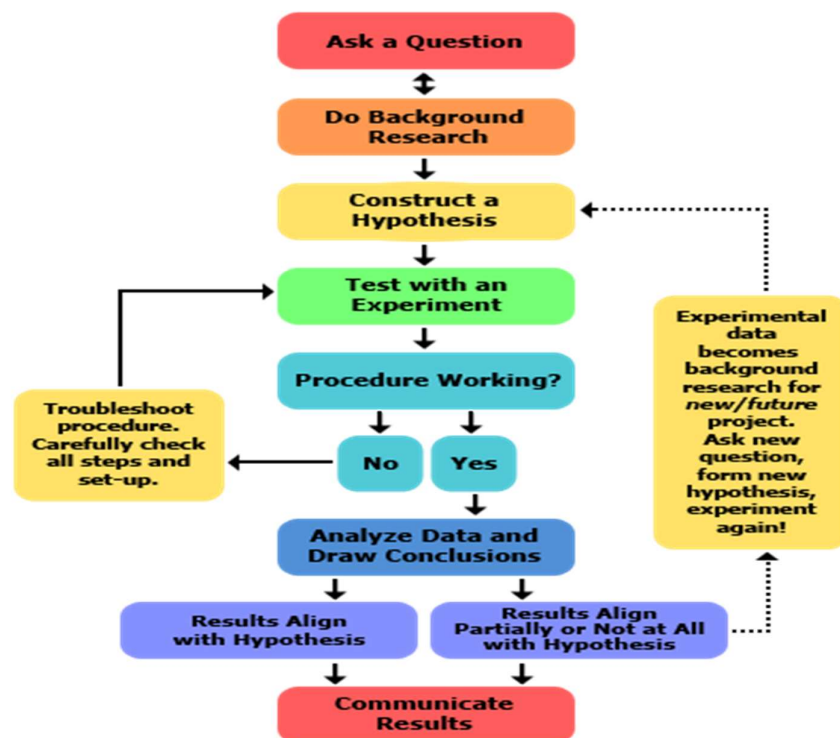 Ask a Question
Do Background
Research
Construct a
Hypothesis
Test with an
Experiment
Procedure Working?
No
Yes
Troubleshoot
procedure.
Carefully check
all steps and
set-up.
Experimental
data
becomes
background
research for
new/future
project.
Ask new
question,
form new
hypothesis,
experiment
again!
Analyze Data and
Draw Conclusions
Results Align
with Hypothesis
Results Align
Partially or Not at All
with Hypothesis
Communicate
Results